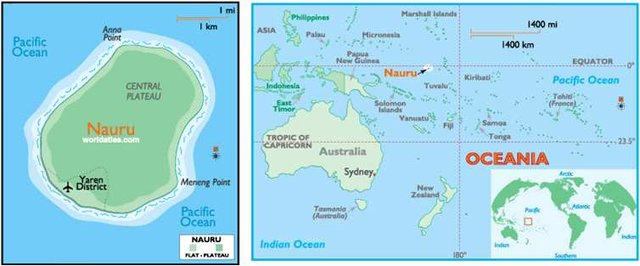 1 mi
1 km
Pacific
Ocean
Anna
Point
CENTRAL
PLATEAU
Nauru
worldatlas.com
Yaren
District
Meneng Point
Pacific
Ocean
NAURU
FLAT - PLATEAU
Philippines
Marshall Islands
1400 mi
1400 km
ASIA
Palau
Micronesia
Papua
New Guinea
EQUATOR
0°
Nauru
Kiribati
Pacific Ocean
Indonesia
Tuvalu
East
Timor
Solomon
Islands
Tahiti
(France)
Vanuatu
Fiji
Samoa
Tonga
TROPIC OF
CAPRICORN
23.5°
Australia
OCEANIA
Sydney
New
Zealand
Tasmania
(Australia)
Indian Ocean
180°
Arctic
Pacific
Atlantic
Indian
Indian
Southern